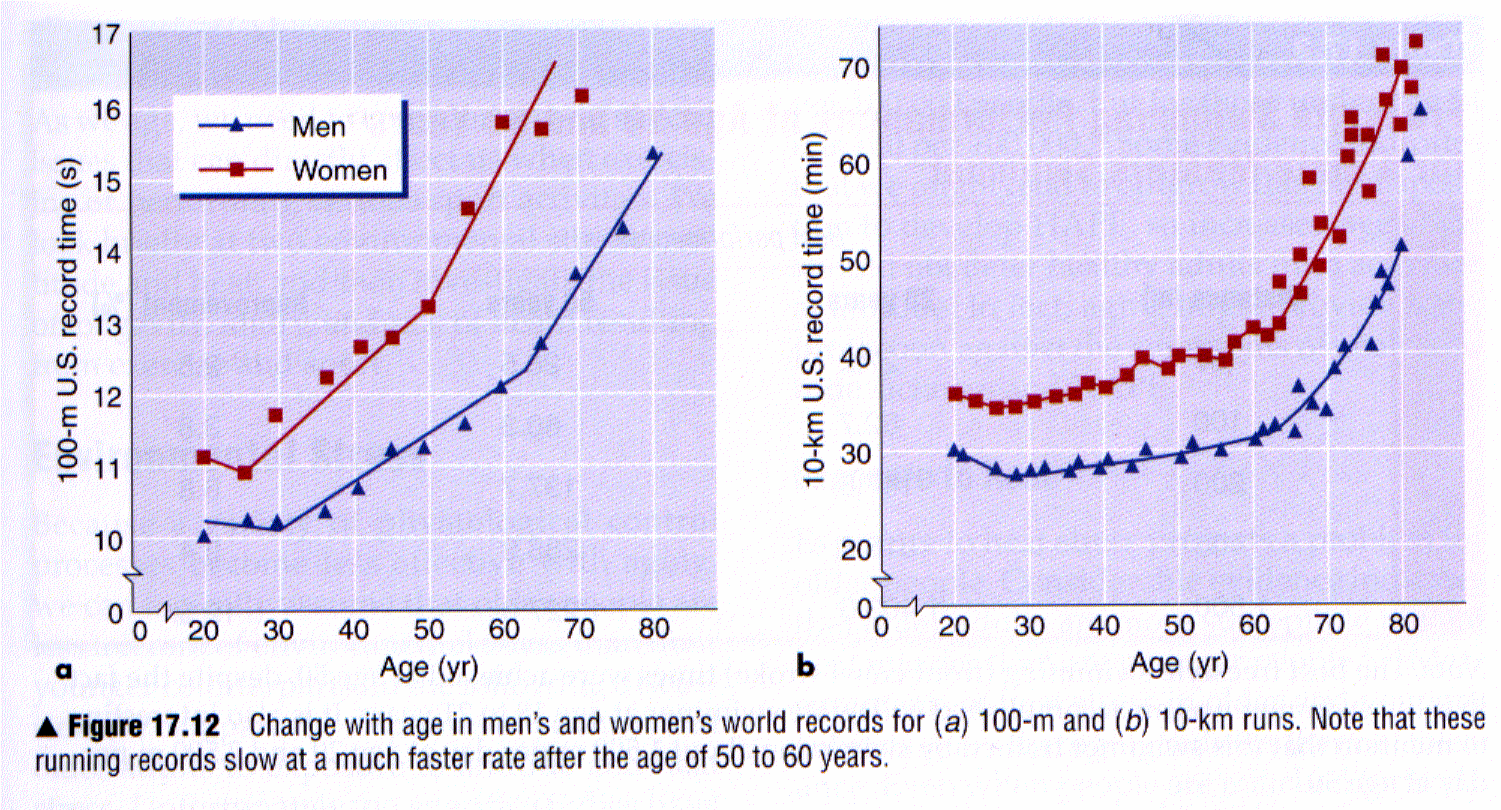 17
16
15
14
13
12
11
10
0
100-m U.S. record time (s)
Men
Women
0 20 30 40 50 60 70 80
Age (yr)
a
70
60
50
40
30
20
0
10-km U.S. record time (min)
0 20 30 40 50 60 70 80
Age (yr)
b
▲ Figure 17.12 Change with age in men's and women's world records for (a) 100-m and (b) 10-km runs. Note that these
running records slow at a much faster rate after the age of 50 to 60 years.